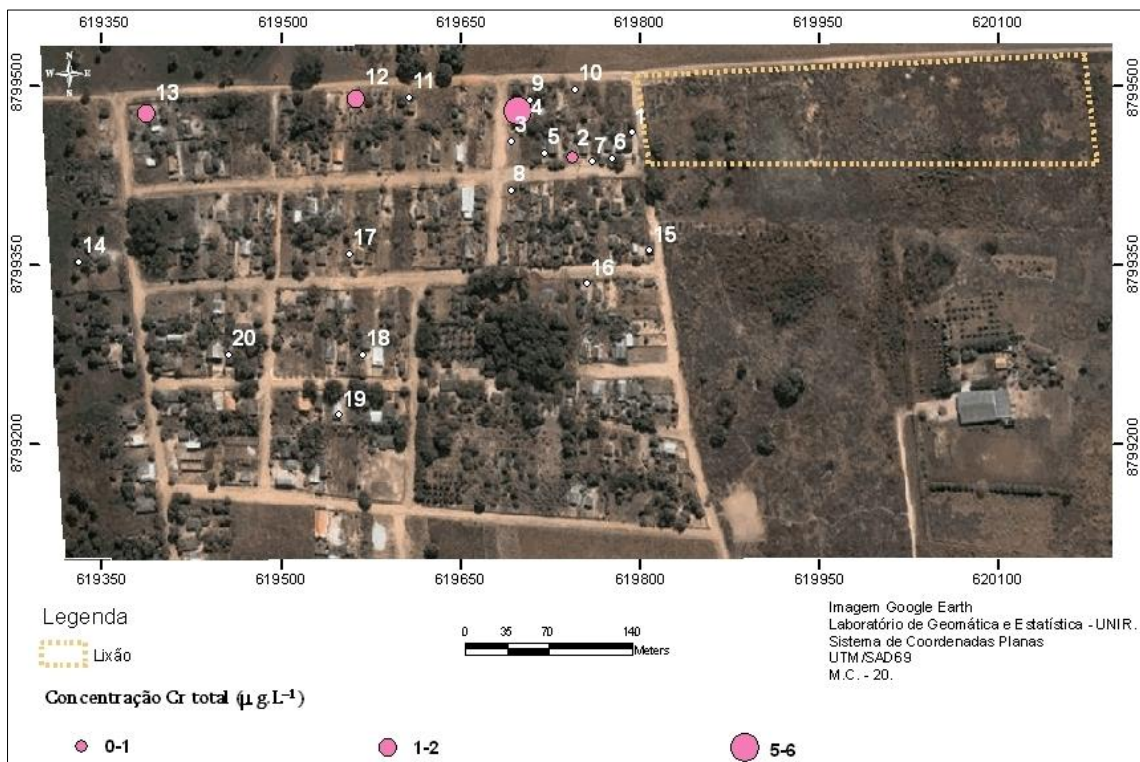 619350 619500 619650 619800 619950 620100
8799500 8799500
N
W E
S
13
12
11
9
10
4
3
1
5
2
7
6
8
14
17
15
16
8799350 8799350
20
18
19
8799200 8799200
619350 619500 619650 619800 619950 620100
Legenda
Lixão
0 35 70 140
Meters
Imagem Google Earth
Laboratório de Geomática e Estatística - UNIR.
Sistema de Coordenadas Planas
UTM/SAD69
M.C. - 20.
Concentração Cr total (µ g.L⁻¹)
0-1 1-2 5-6